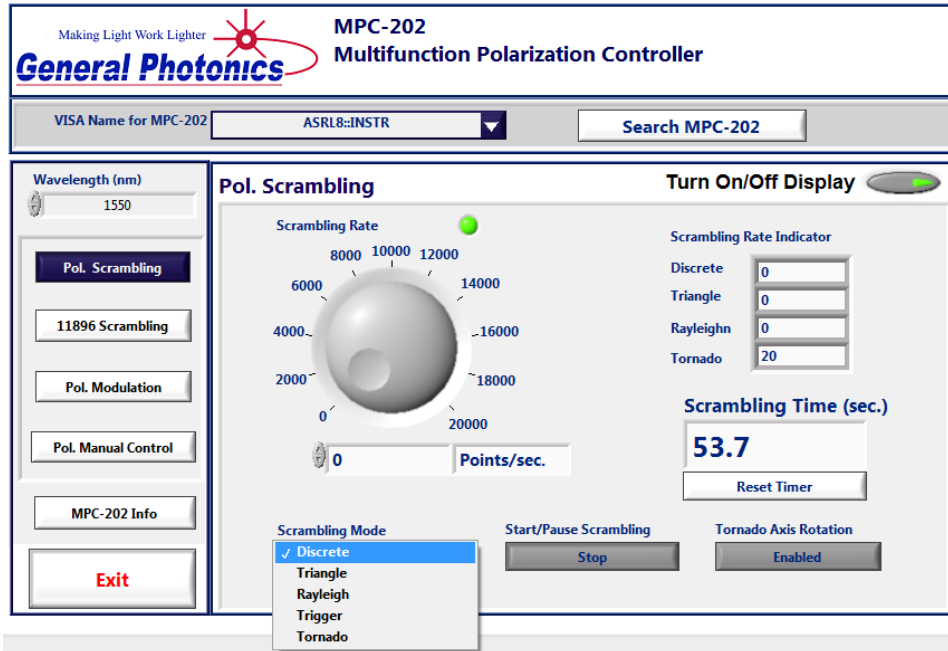 Making Light Work Lighter
General Photonics
MPC-202
Multifunction Polarization Controller
VISA Name for MPC-202
ASRL8::INSTR
Search MPC-202
Wavelength (nm)
1550
Pol. Scrambling
11896 Scrambling
Pol. Modulation
Pol. Manual Control
MPC-202 Info
Exit
Pol. Scrambling
Turn On/Off Display
Scrambling Rate
0
2000
4000
6000
8000
10000
12000
14000
16000
18000
20000
0
Points/sec.
Scrambling Rate Indicator
Discrete 0
Triangle 0
Rayleighn 0
Tornado 20
Scrambling Time (sec.)
53.7
Reset Timer
Scrambling Mode
✓ Discrete
Triangle
Rayleigh
Trigger
Tornado
Start/Pause Scrambling
Stop
Tornado Axis Rotation
Enabled